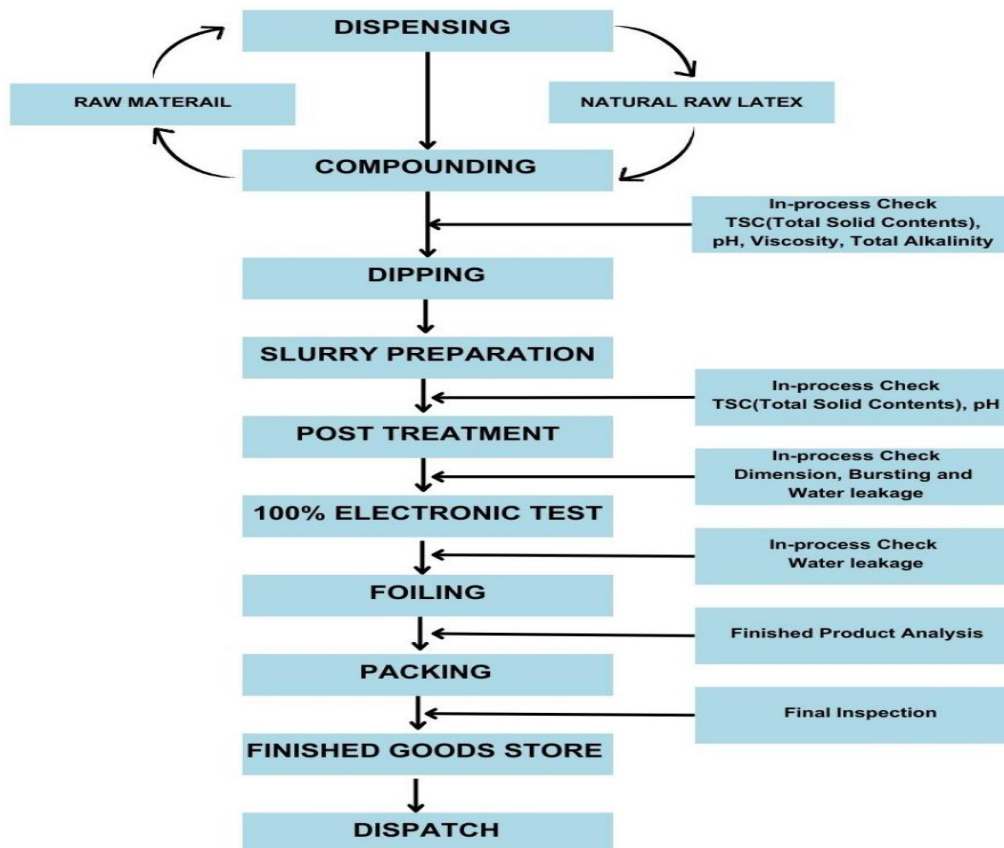 DISPENSING
RAW MATERAIL
NATURAL RAW LATEX
COMPOUNDING
In-process Check
TSC(Total Solid Contents),
pH, Viscosity, Total Alkalinity
DIPPING
SLURRY PREPARATION
In-process Check
TSC(Total Solid Contents), pH
POST TREATMENT
In-process Check
Dimension, Bursting and
Water leakage
100% ELECTRONIC TEST
In-process Check
Water leakage
FOILING
Finished Product Analysis
PACKING
Final Inspection
FINISHED GOODS STORE
DISPATCH